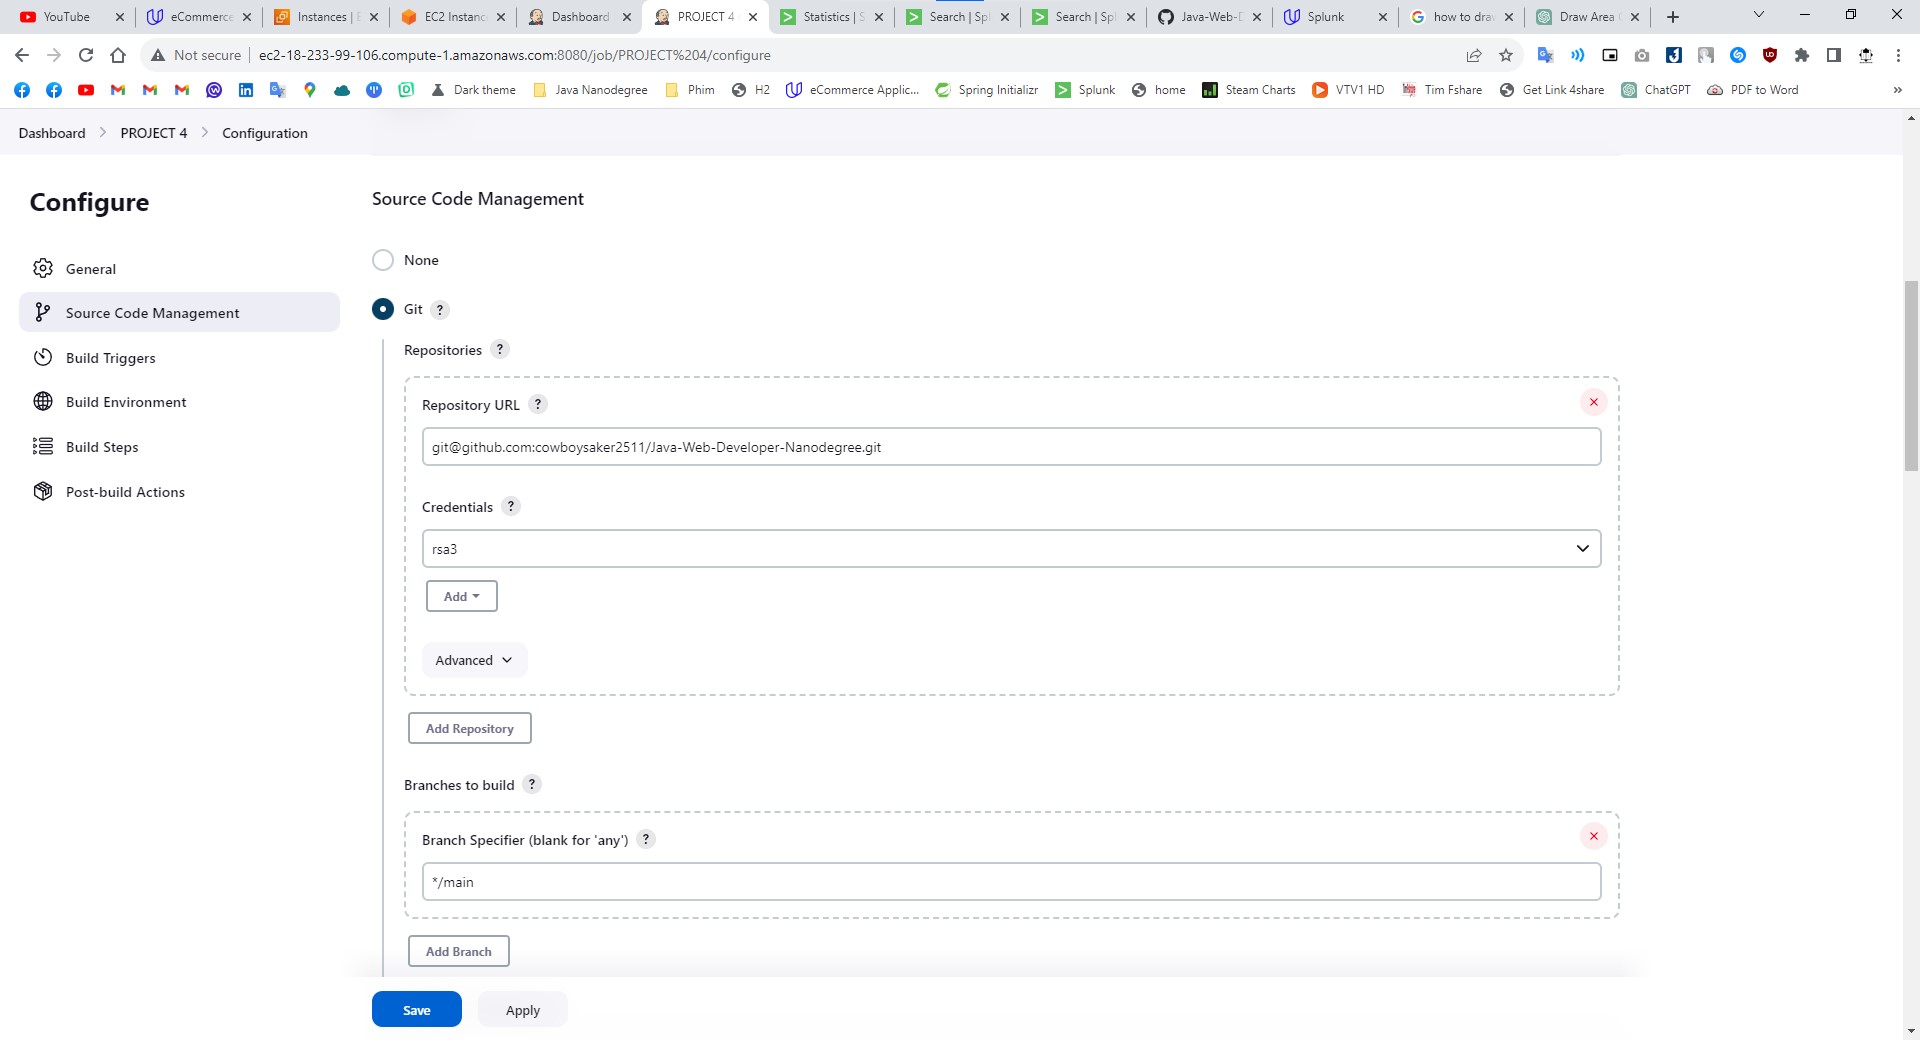 YouTube
eCommerce
Instances | E
EC2 Instanc
Dashboard
PROJECT 4
Statistics | S
Search | Spl
Search | Spl
Java-Web-D
Splunk
how to draw
Draw Area C
Not secure
ec2-18-233-99-106.compute-1.amazonaws.com:8080/job/PROJECT%204/configure
Dark theme
Java Nanodegree
Phim
H2
eCommerce Applic...
Spring Initializr
Splunk
home
Steam Charts
VTV1 HD
Tim Fshare
Get Link 4share
ChatGPT
PDF to Word
»
Dashboard > PROJECT 4 > Configuration
Configure
General
Source Code Management
Build Triggers
Build Environment
Build Steps
Post-build Actions
Source Code Management
None
Git ?
Repositories ?
Repository URL ?
git@github.com:cowboysaker2511/Java-Web-Developer-Nanodegree.git
Credentials ?
rsa3
Add
Advanced
Add Repository
Branches to build ?
Branch Specifier (blank for 'any') ?
*/main
Add Branch
Save
Apply